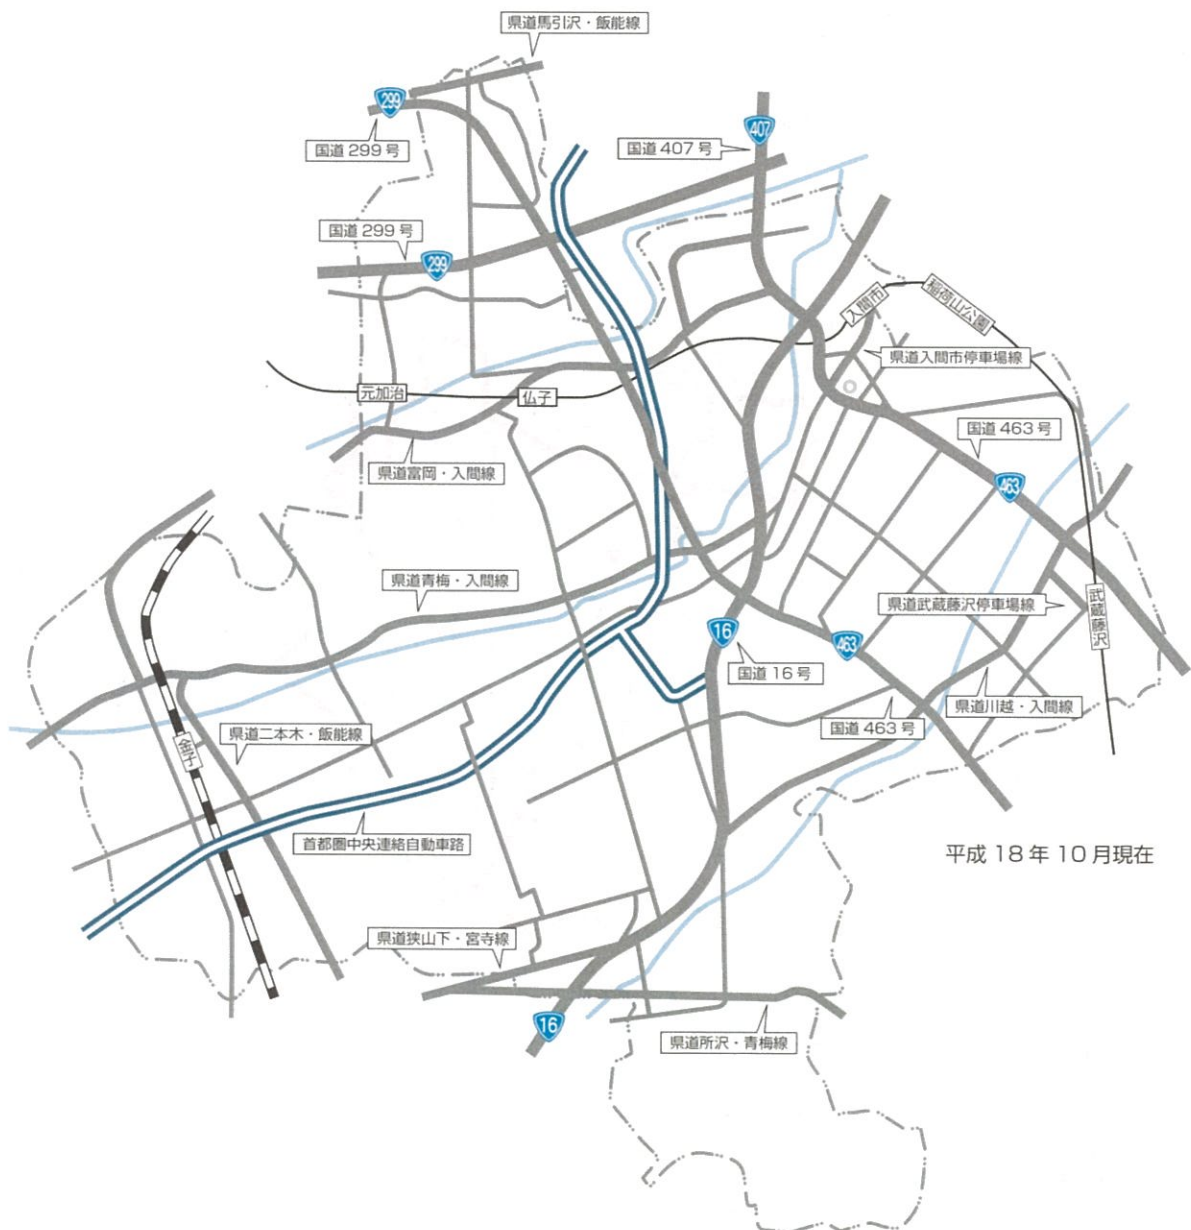 県道馬引沢・飯能線
299
407
国道 299 号
国道 407 号
国道 299 号
299
入間市
稲荷山公園
県道入間市停車場線
元加治
仏子
国道 463 号
県道富岡・入間線
463
県道青梅・入間線
県道武蔵藤沢停車場線
武蔵藤沢
16
463
国道 16 号
県道川越・入間線
国道 463 号
県道二本木・飯能線
金子
首都圏中央連絡自動車路
平成 18 年 10 月現在
県道狭山下・宮寺線
16
県道所沢・青梅線